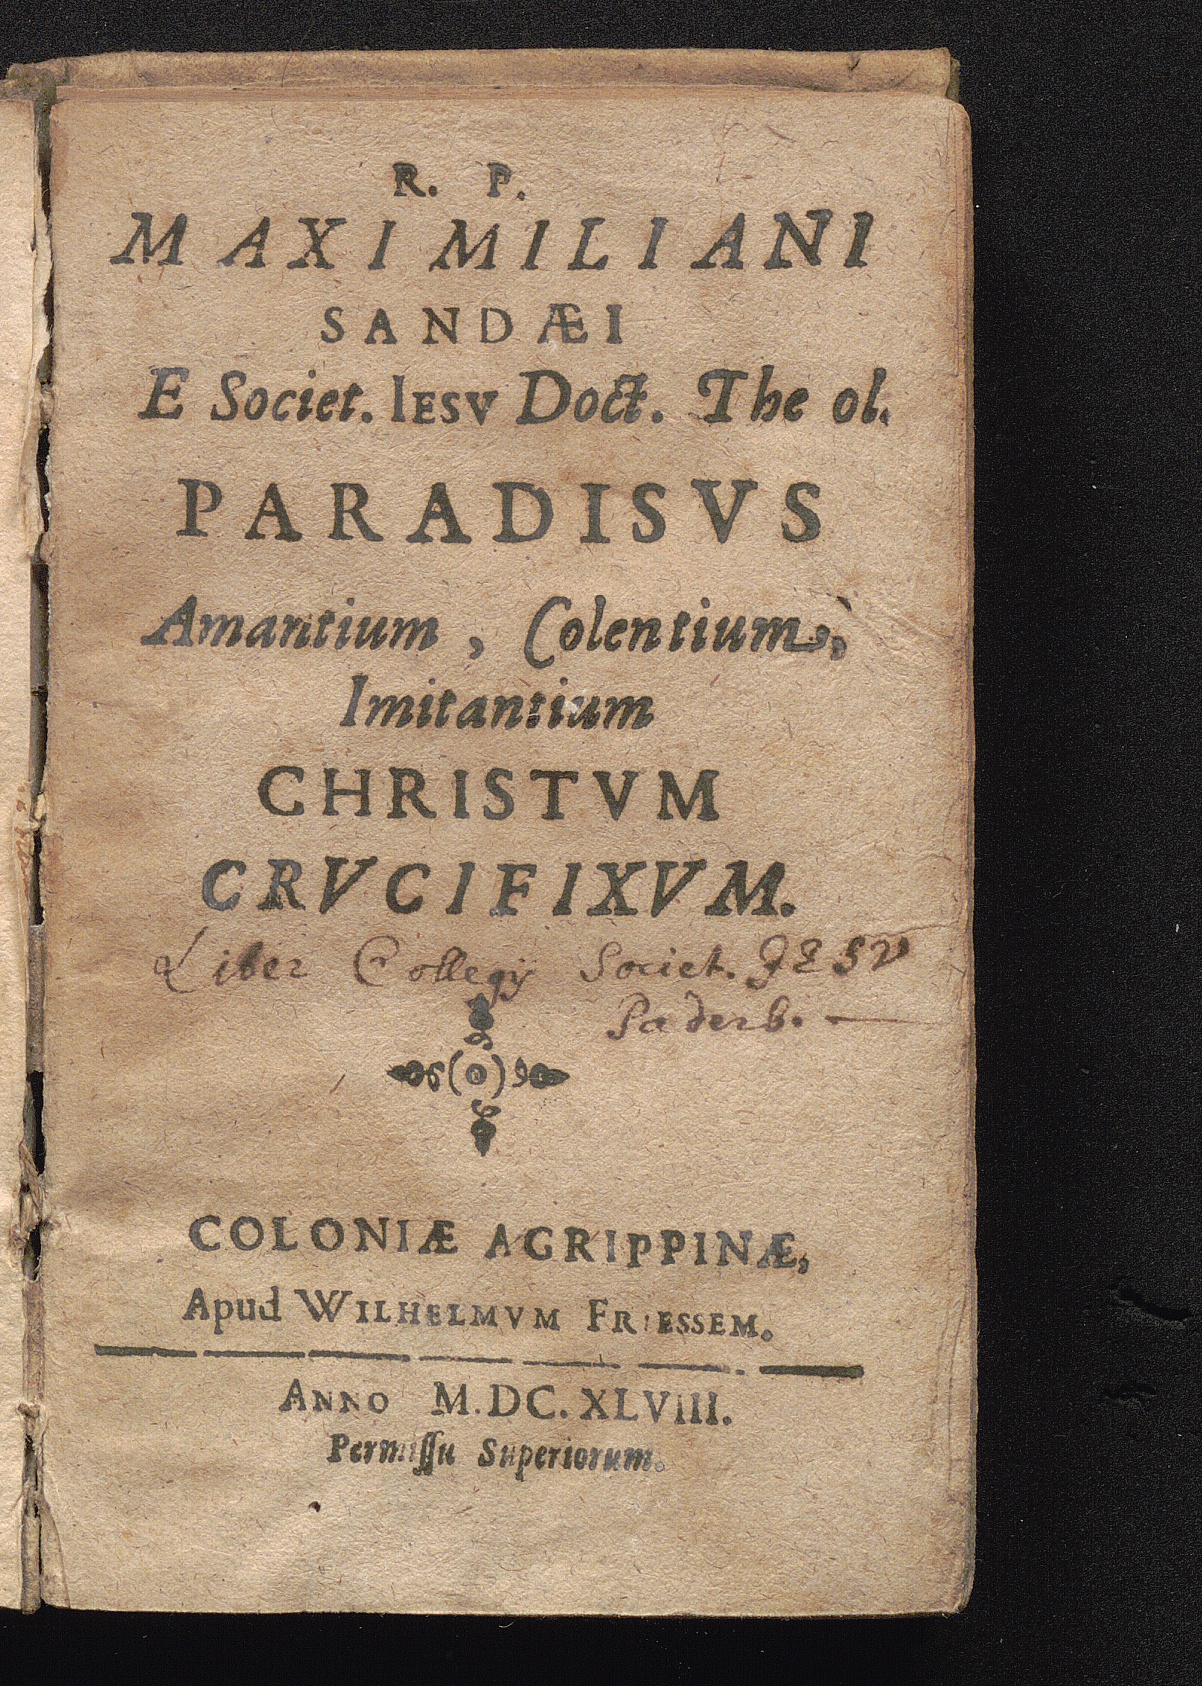 R. P.
MAXIMILIANI
SANDÆI
E Societ. IESV Doct. Theol.
PARADISVS
Amantium, Colentium,
Imitantium
CHRISTVM
CRVCIFIXVM.
Liber Collegij Societ. JESV
Paderb.
COLONIÆ AGRIPPINÆ,
Apud WILHELMVM FRIESSEM.
ANNO M.DC.XLVIII.
Permissu Superiorum.